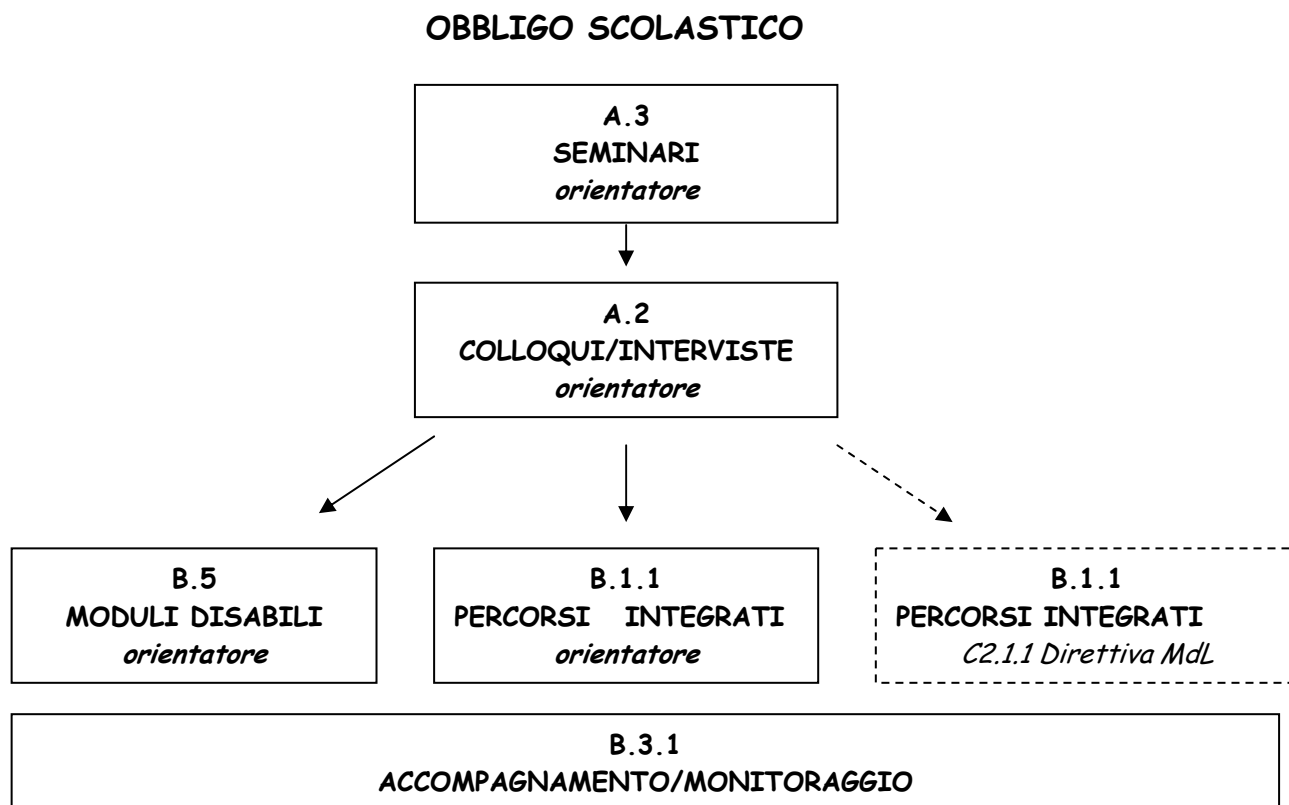 OBBLIGO SCOLASTICO
A.3
SEMINARI
orientatore
A.2
COLLOQUI/INTERVISTE
orientatore
B.5
MODULI DISABILI
orientatore
B.1.1
PERCORSI INTEGRATI
orientatore
B.1.1
PERCORSI INTEGRATI
C2.1.1 Direttiva MdL
B.3.1
ACCOMPAGNAMENTO/MONITORAGGIO